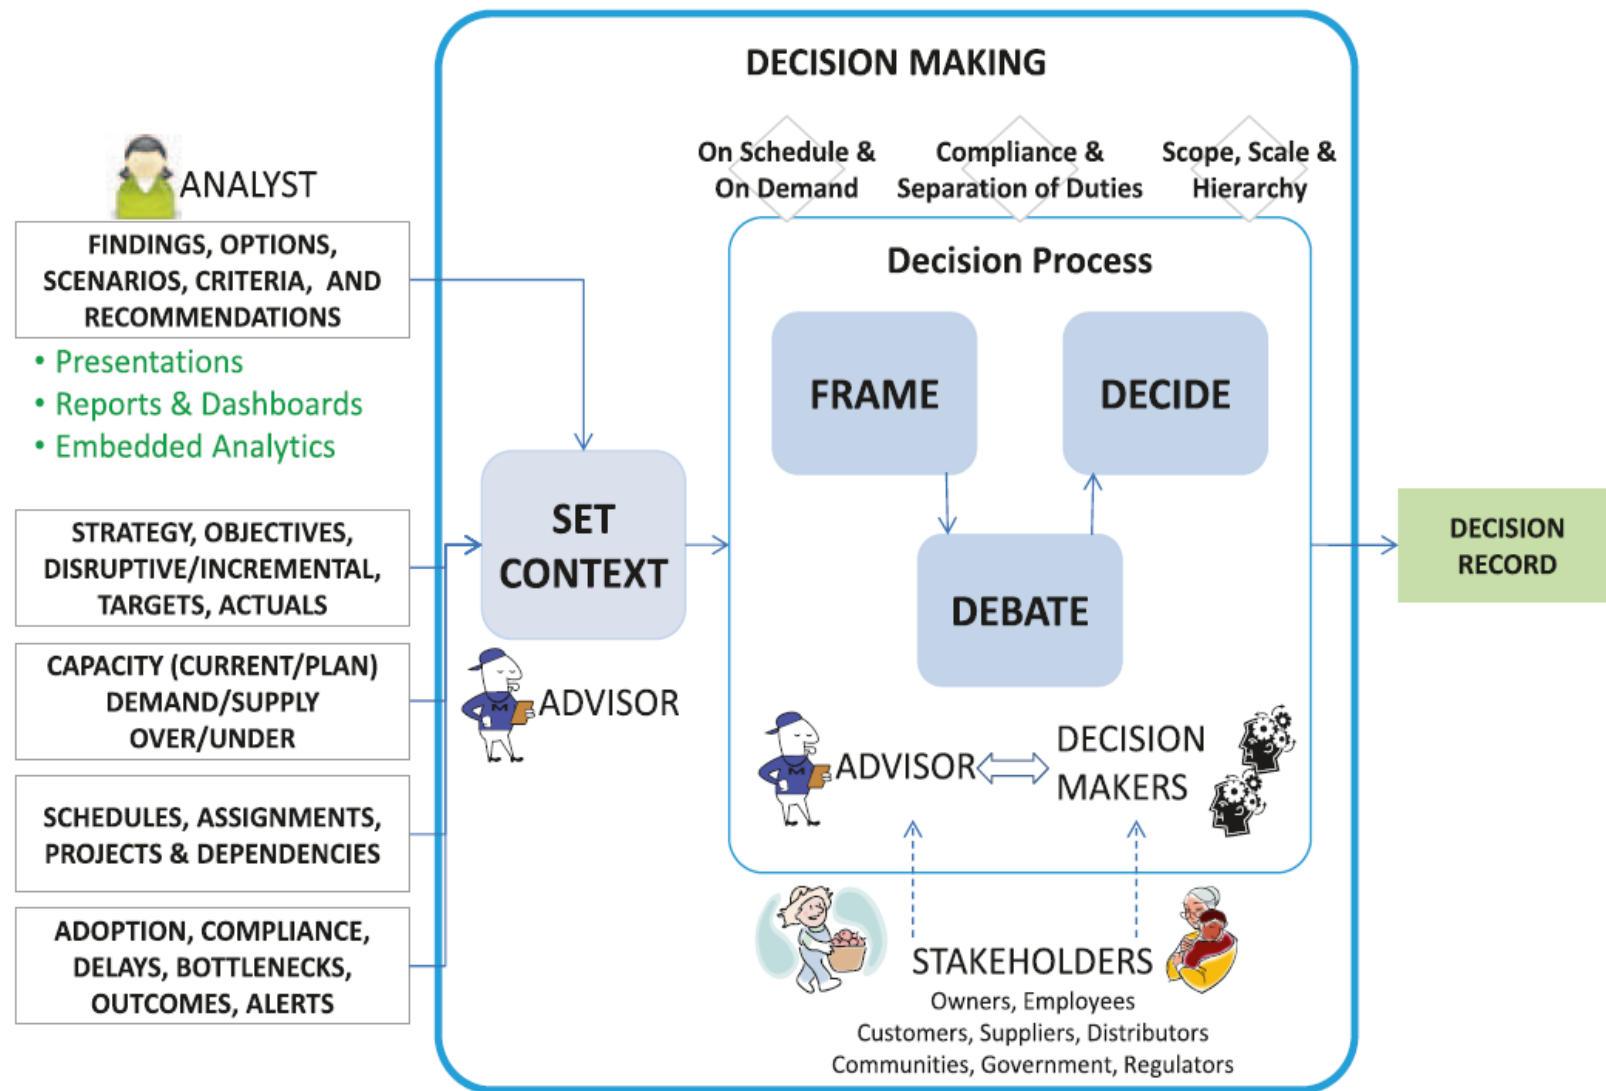 DECISION MAKING
On Schedule &
On Demand
Compliance &
Separation of Duties
Scope, Scale &
Hierarchy
ANALYST
FINDINGS, OPTIONS,
SCENARIOS, CRITERIA, AND
RECOMMENDATIONS
• Presentations
• Reports & Dashboards
• Embedded Analytics
STRATEGY, OBJECTIVES,
DISRUPTIVE/INCREMENTAL,
TARGETS, ACTUALS
CAPACITY (CURRENT/PLAN)
DEMAND/SUPPLY
OVER/UNDER
SCHEDULES, ASSIGNMENTS,
PROJECTS & DEPENDENCIES
ADOPTION, COMPLIANCE,
DELAYS, BOTTLENECKS,
OUTCOMES, ALERTS
SET
CONTEXT
M
ADVISOR
Decision Process
FRAME
DECIDE
DEBATE
M
ADVISOR
DECISION
MAKERS
STAKEHOLDERS
Owners, Employees
Customers, Suppliers, Distributors
Communities, Government, Regulators
DECISION
RECORD